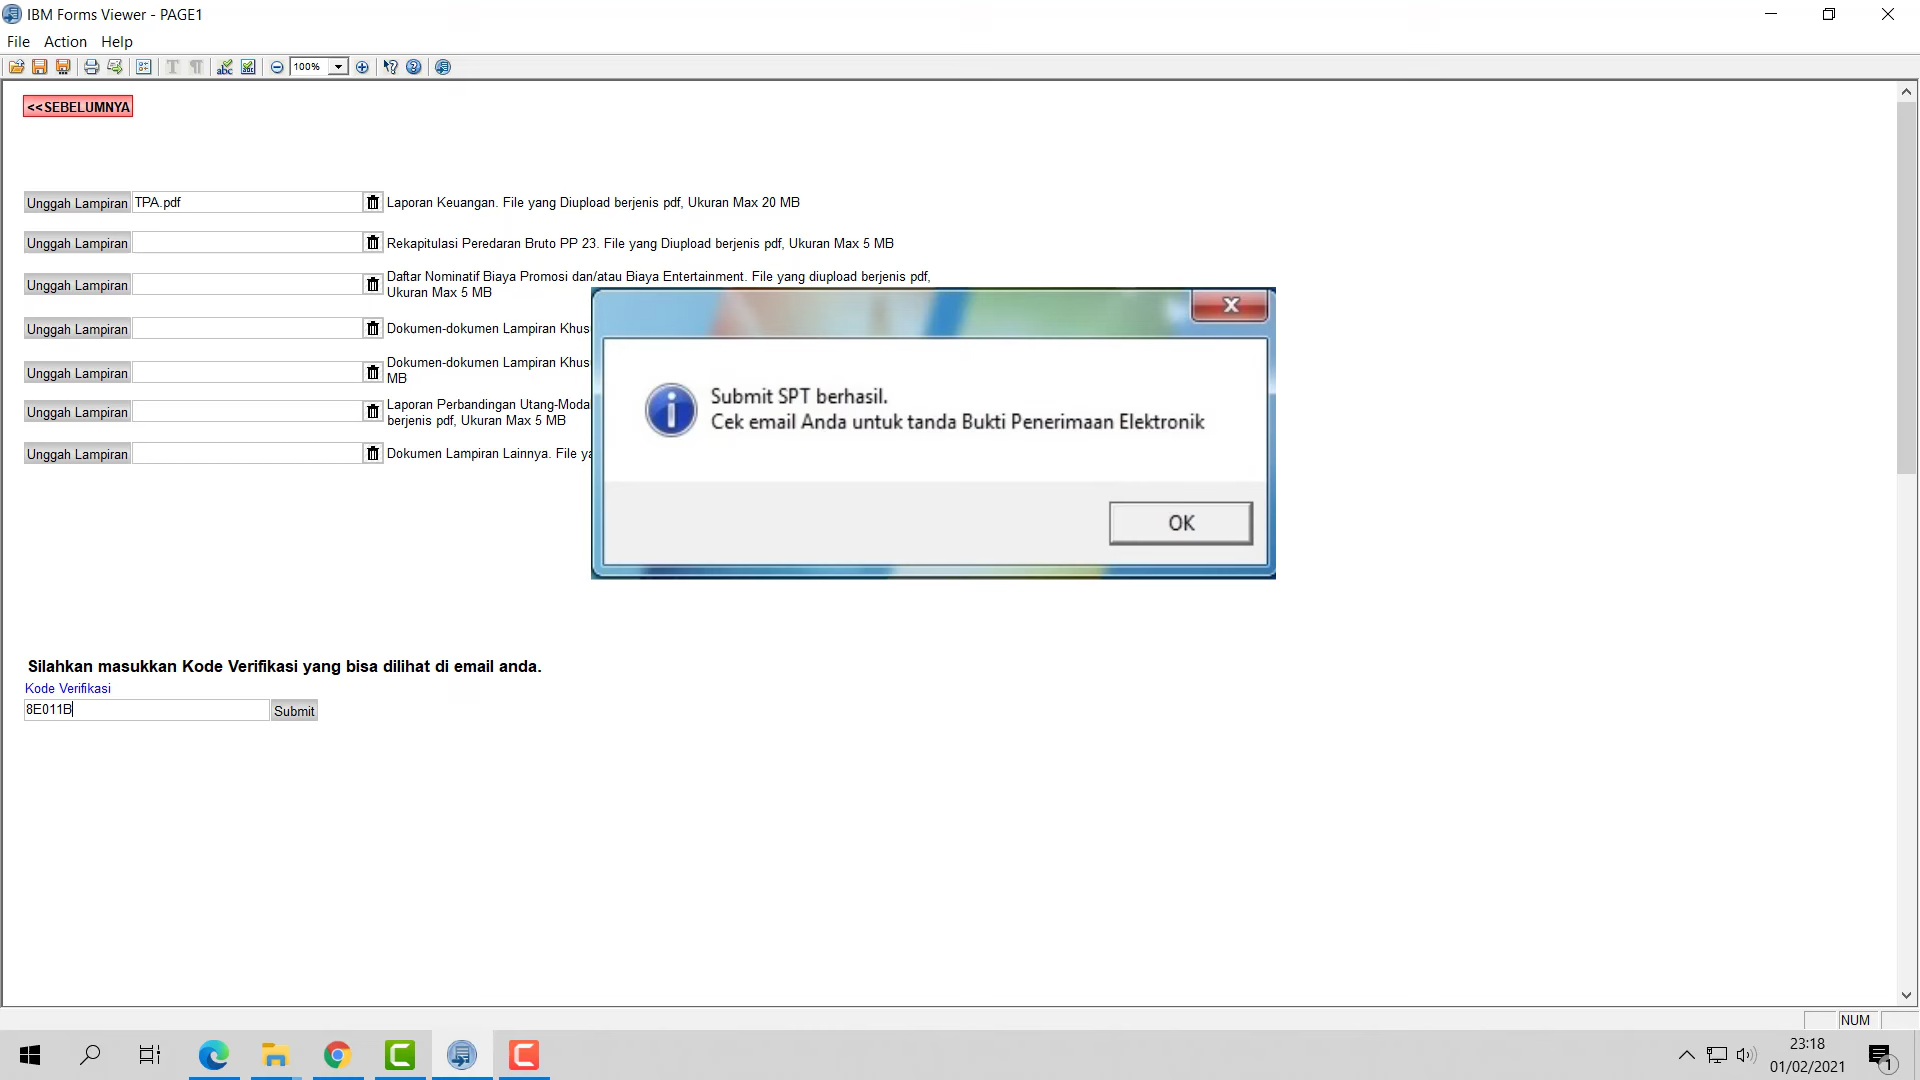 IBM Forms Viewer - PAGE1
File Action Help
100%
<<SEBELUMNYA
Unggah Lampiran TPA.pdf Laporan Keuangan. File yang Diupload berjenis pdf, Ukuran Max 20 MB
Unggah Lampiran Rekapitulasi Peredaran Bruto PP 23. File yang Diupload berjenis pdf, Ukuran Max 5 MB
Unggah Lampiran Daftar Nominatif Biaya Promosi dan/atau Biaya Entertainment. File yang diupload berjenis pdf,
Ukuran Max 5 MB
Unggah Lampiran Dokumen-dokumen Lampiran Khus
Unggah Lampiran Dokumen-dokumen Lampiran Khus
MB
Unggah Lampiran Laporan Perbandingan Utang-Moda
berjenis pdf, Ukuran Max 5 MB
Unggah Lampiran Dokumen Lampiran Lainnya. File ya
Submit SPT berhasil.
Cek email Anda untuk tanda Bukti Penerimaan Elektronik
OK
Silahkan masukkan Kode Verifikasi yang bisa dilihat di email anda.
Kode Verifikasi
8E011B Submit
NUM
23:18
01/02/2021
1